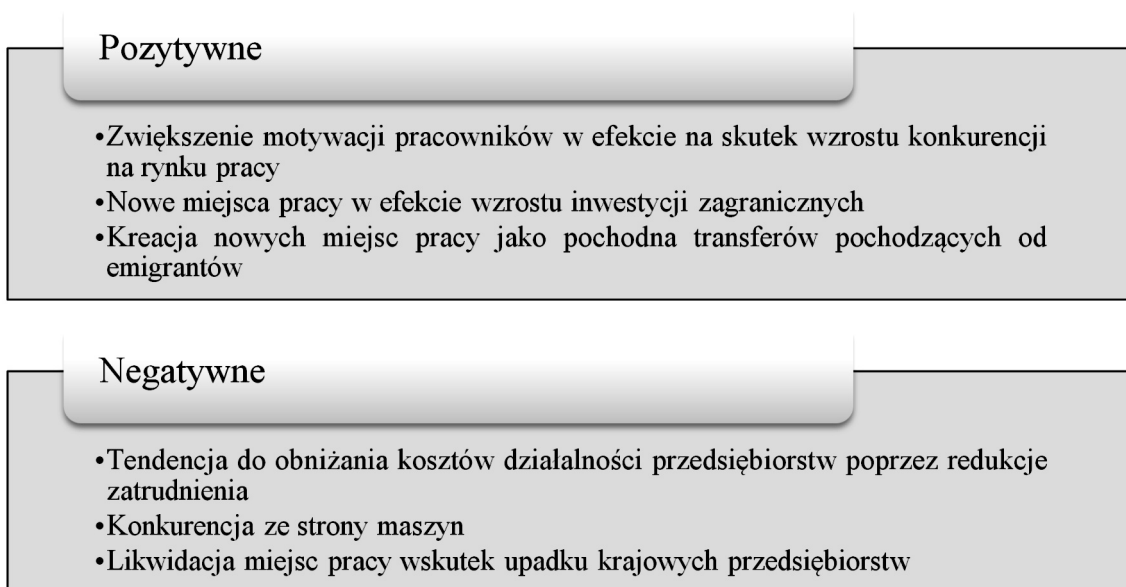 Pozytywne
•Zwiększenie motywacji pracowników w efekcie na skutek wzrostu konkurencji
na rynku pracy
•Nowe miejsca pracy w efekcie wzrostu inwestycji zagranicznych
•Kreacja nowych miejsc pracy jako pochodna transferów pochodzących od
emigrantów
Negatywne
•Tendencja do obniżania kosztów działalności przedsiębiorstw poprzez redukcje
zatrudnienia
•Konkurencja ze strony maszyn
•Likwidacja miejsc pracy wskutek upadku krajowych przedsiębiorstw